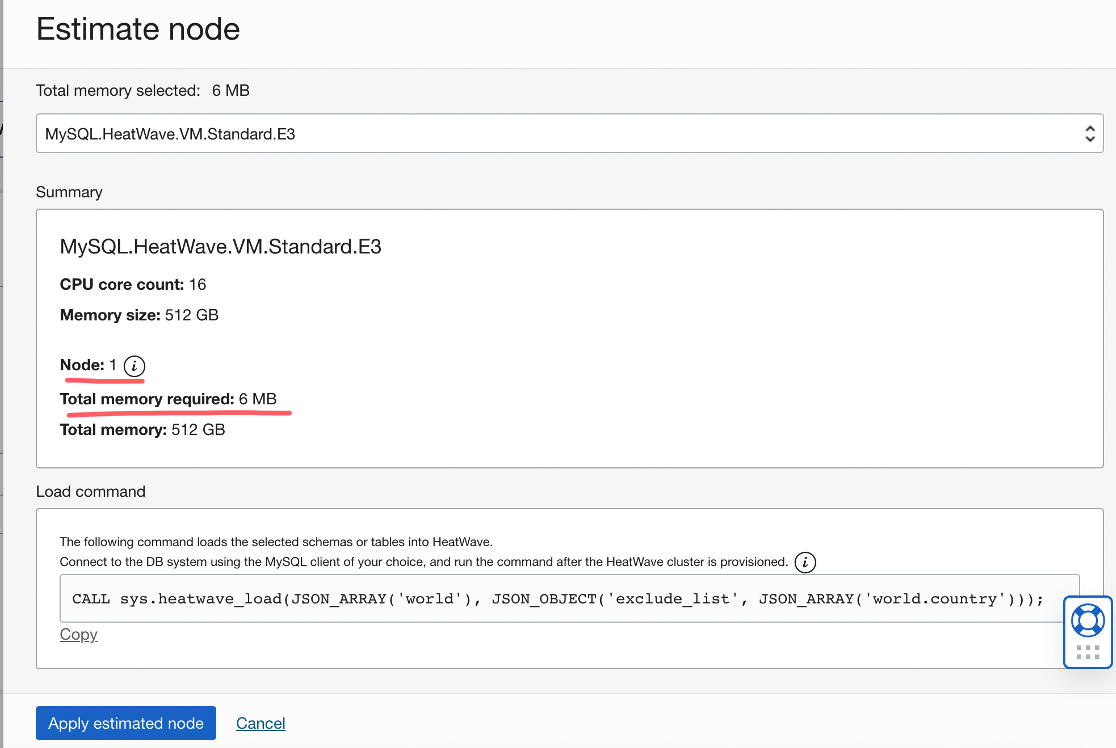 Estimate node
Total memory selected: 6 MB
MySQL.HeatWave.VM.Standard.E3
Summary
MySQL.HeatWave.VM.Standard.E3
CPU core count: 16
Memory size: 512 GB
Node: 1 i
Total memory required: 6 MB
Total memory: 512 GB
Load command
The following command loads the selected schemas or tables into HeatWave.
Connect to the DB system using the MySQL client of your choice, and run the command after the HeatWave cluster is provisioned. i
CALL sys.heatwave_load(JSON_ARRAY('world'), JSON_OBJECT('exclude_list', JSON_ARRAY('world.country')));
Copy
Apply estimated node Cancel